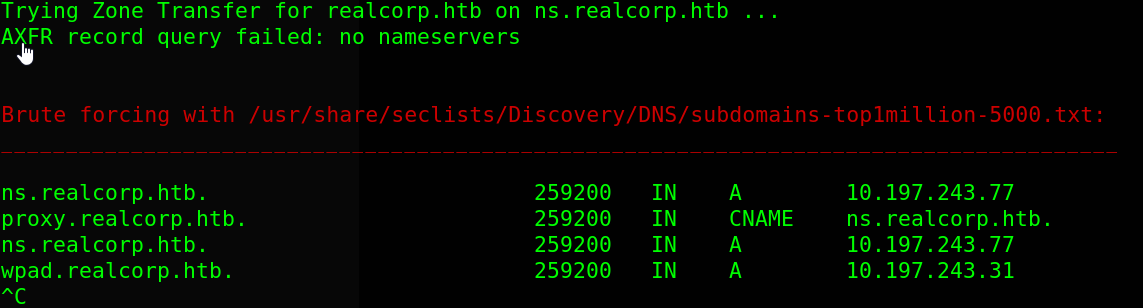 Trying Zone Transfer for realcorp.htb on ns.realcorp.htb ...
AXFR record query failed: no nameservers
Brute forcing with /usr/share/seclists/Discovery/DNS/subdomains-top1million-5000.txt:
_______________________________________________________________________________________
ns.realcorp.htb. 259200 IN A 10.197.243.77
proxy.realcorp.htb. 259200 IN CNAME ns.realcorp.htb.
ns.realcorp.htb. 259200 IN A 10.197.243.77
wpad.realcorp.htb. 259200 IN A 10.197.243.31
^C